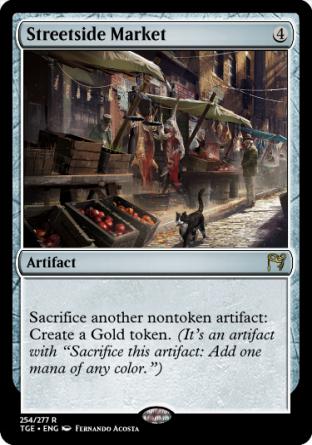 Streetside Market 4
Artifact
Sacrifice another nontoken artifact:
Create a Gold token. (It's an artifact
with “Sacrifice this artifact: Add one
mana of any color.”)
254/277 R
TGE • ENG Fernando Acosta